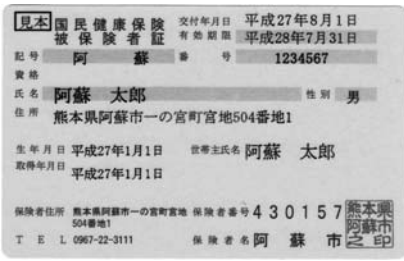 見本 国民健康保険 交付年月日 平成27年8月1日
被保険者証 有効期限 平成28年7月31日
記号 阿蘇 番号 1234567
資格
氏名 阿蘇 太郎 性別 男
住所 熊本県阿蘇市一の宮町宮地504番地1
生年月日 平成27年1月1日 世帯主氏名 阿蘇 太郎
取得年月日 平成27年1月1日
保険者住所 熊本県阿蘇市一の宮町宮地 保険者番号 430157
504番地1
TEL 0967-22-3111 保険者名 阿蘇市
熊本県
阿蘇市
之印